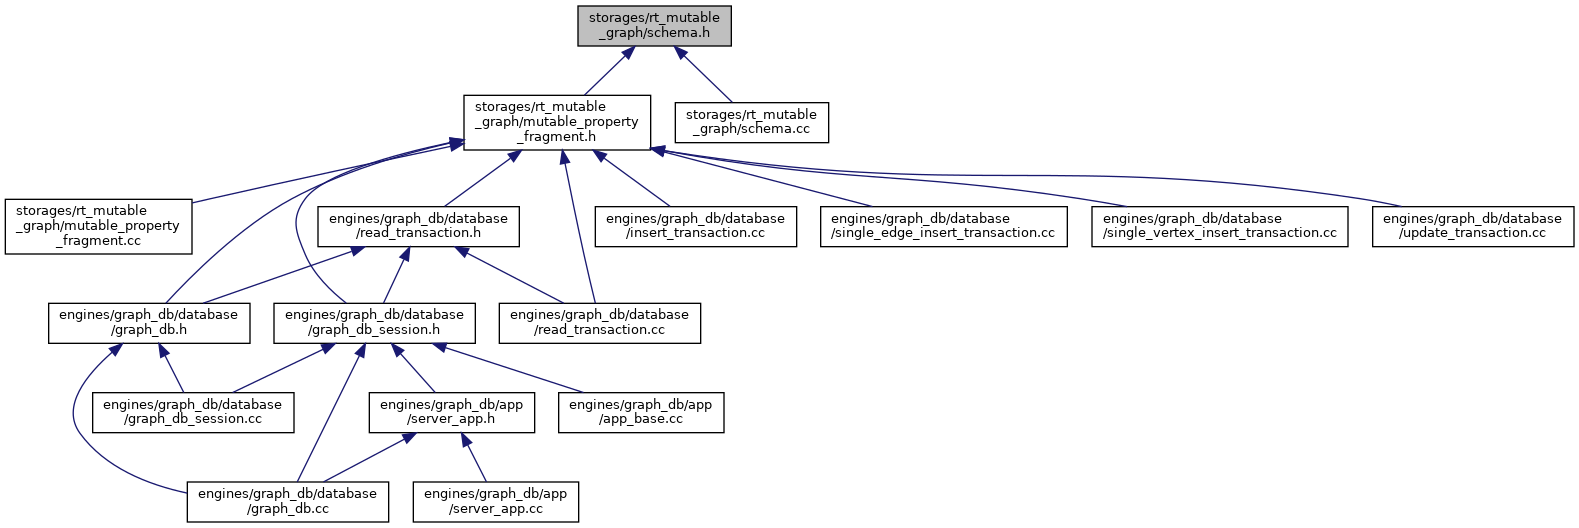 storages/rt_mutable
_graph/schema.h
storages/rt_mutable
_graph/mutable_property
_fragment.h
storages/rt_mutable
_graph/schema.cc
storages/rt_mutable
_graph/mutable_property
_fragment.cc
engines/graph_db/database
/read_transaction.h
engines/graph_db/database
/insert_transaction.cc
engines/graph_db/database
/single_edge_insert_transaction.cc
engines/graph_db/database
/single_vertex_insert_transaction.cc
engines/graph_db/database
/update_transaction.cc
engines/graph_db/database
/graph_db.h
engines/graph_db/database
/graph_db_session.h
engines/graph_db/database
/read_transaction.cc
engines/graph_db/database
/graph_db_session.cc
engines/graph_db/app
/server_app.h
engines/graph_db/app
/app_base.cc
engines/graph_db/database
/graph_db.cc
engines/graph_db/app
/server_app.cc